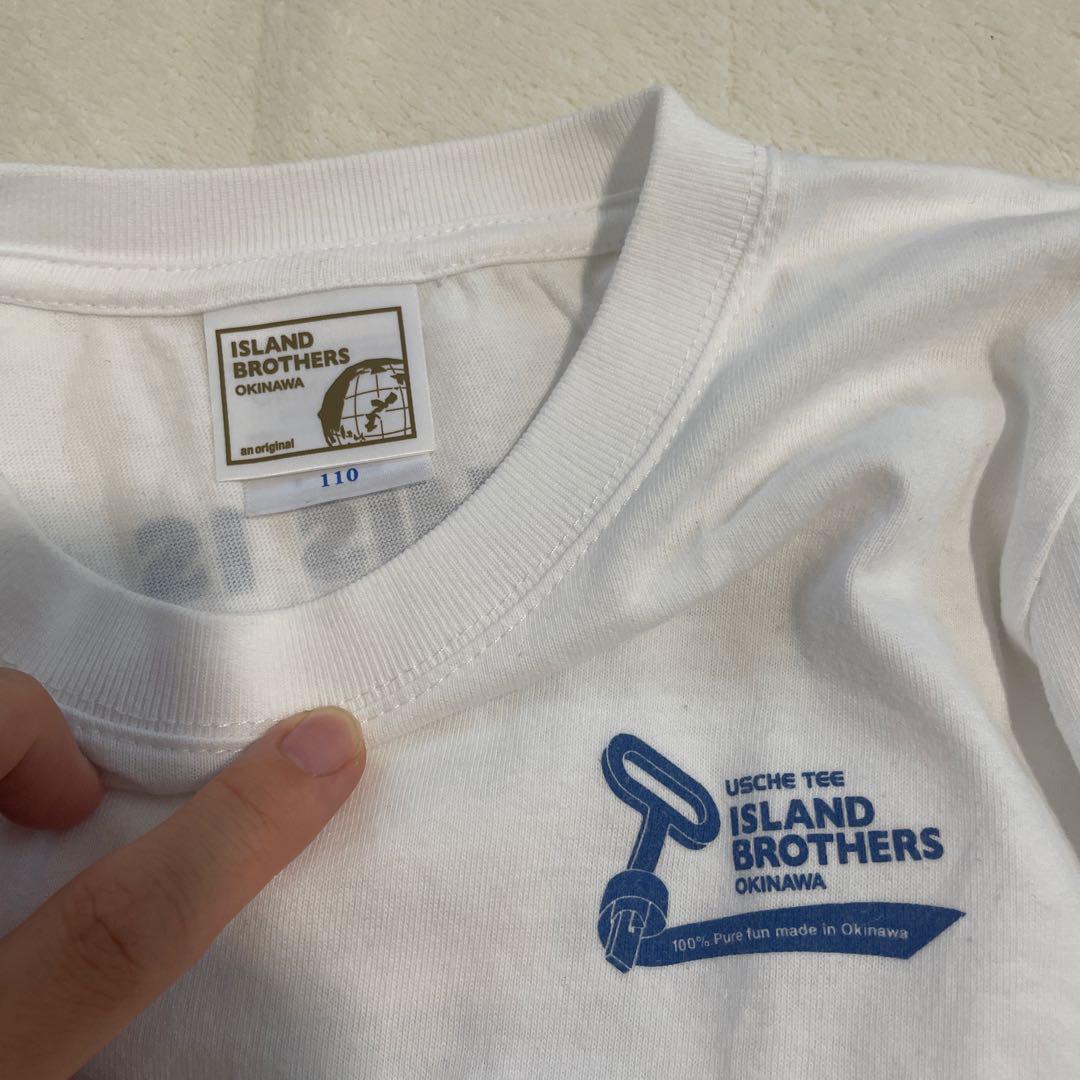 ISLAND
BROTHERS
OKINAWA
an original
110
USCHE TEE
ISLAND
BROTHERS
OKINAWA
100% Pure fun made in Okinawa